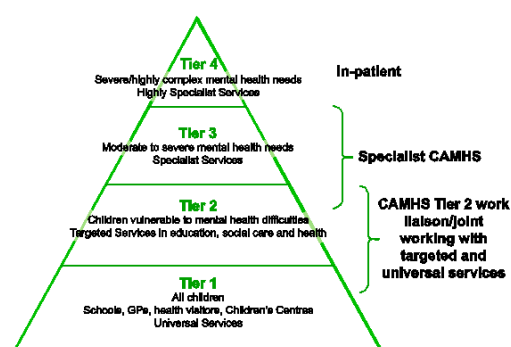 Tier 4
Severe/highly complex mental health needs
Highly Specialist Services
In-patient
Tier 3
Moderate to severe mental health needs
Specialist Services
Specialist CAMHS
Tier 2
Children vulnerable to mental health difficulties
Targeted Services in education, social care and health
CAMHS Tier 2 work
liaison/joint
working with
targeted and
universal services
Tier 1
All children
Schools, GPs, health visitors, Children's Centres
Universal Services